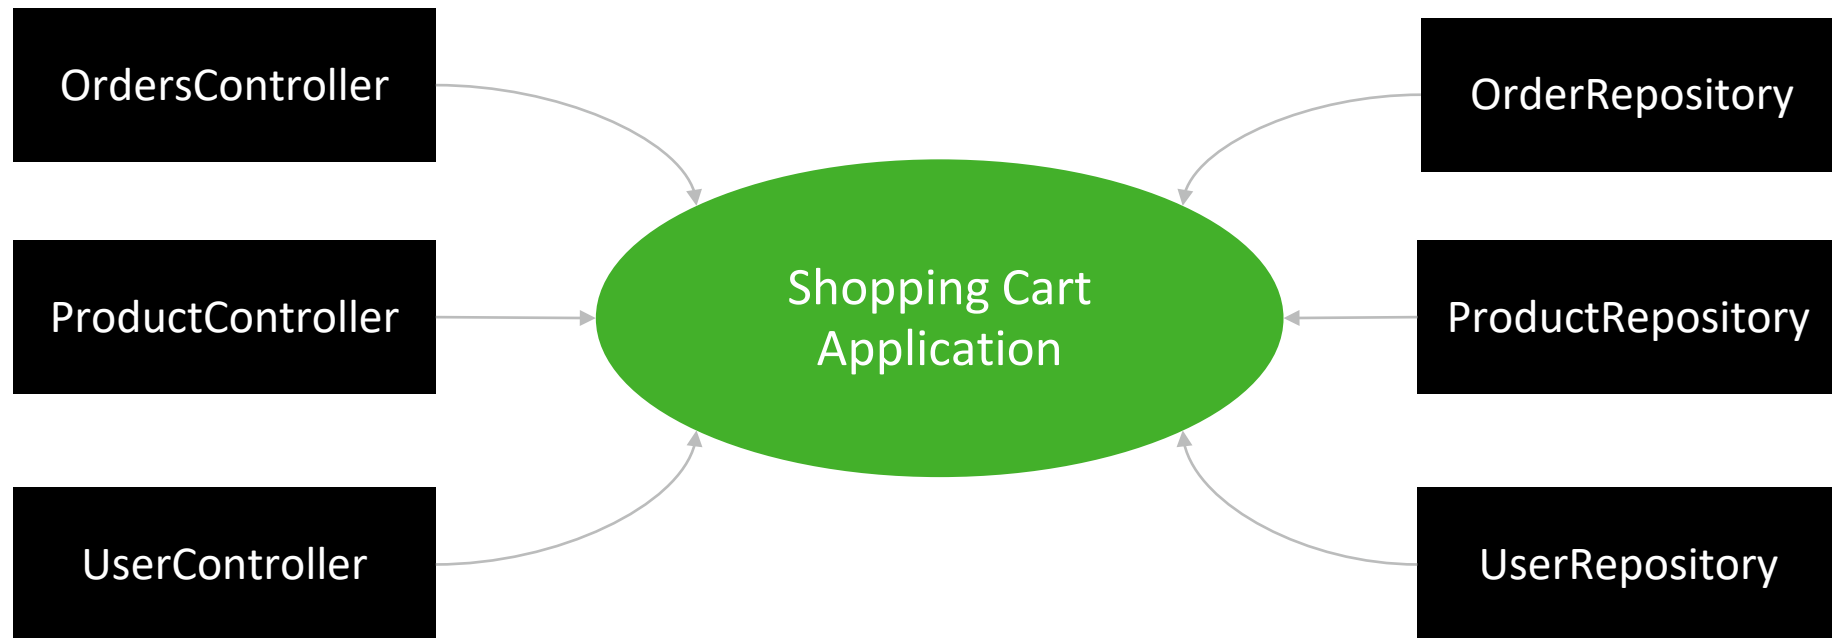 OrdersController
ProductController
UserController
Shopping Cart
Application
OrderRepository
ProductRepository
UserRepository